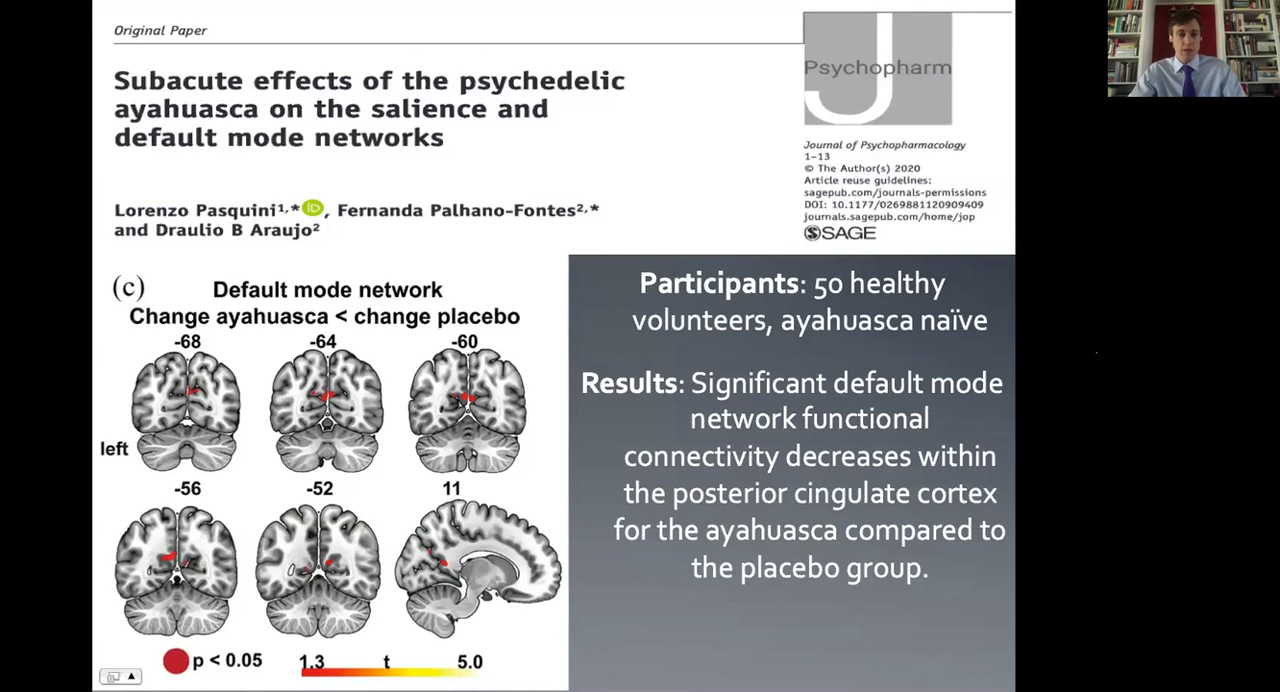 Original Paper
Subacute effects of the psychedelic
ayahuasca on the salience and
default mode networks
Lorenzo Pasquini¹,* iD, Fernanda Palhano-Fontes²,*
and Draulio B Araujo²
J
Psychopharm
Journal of Psychopharmacology
1–13
© The Author(s) 2020
Article reuse guidelines:
sagepub.com/journals-permissions
DOI: 10.1177/0269881120909409
journals.sagepub.com/home/jop
SSAGE
(c)
Default mode network
Change ayahuasca < change placebo
-68 -64 -60
left
-56 -52 11
p < 0.05 1.3 t 5.0
Participants: 50 healthy
volunteers, ayahuasca naïve
Results: Significant default mode
network functional
connectivity decreases within
the posterior cingulate cortex
for the ayahuasca compared to
the placebo group.